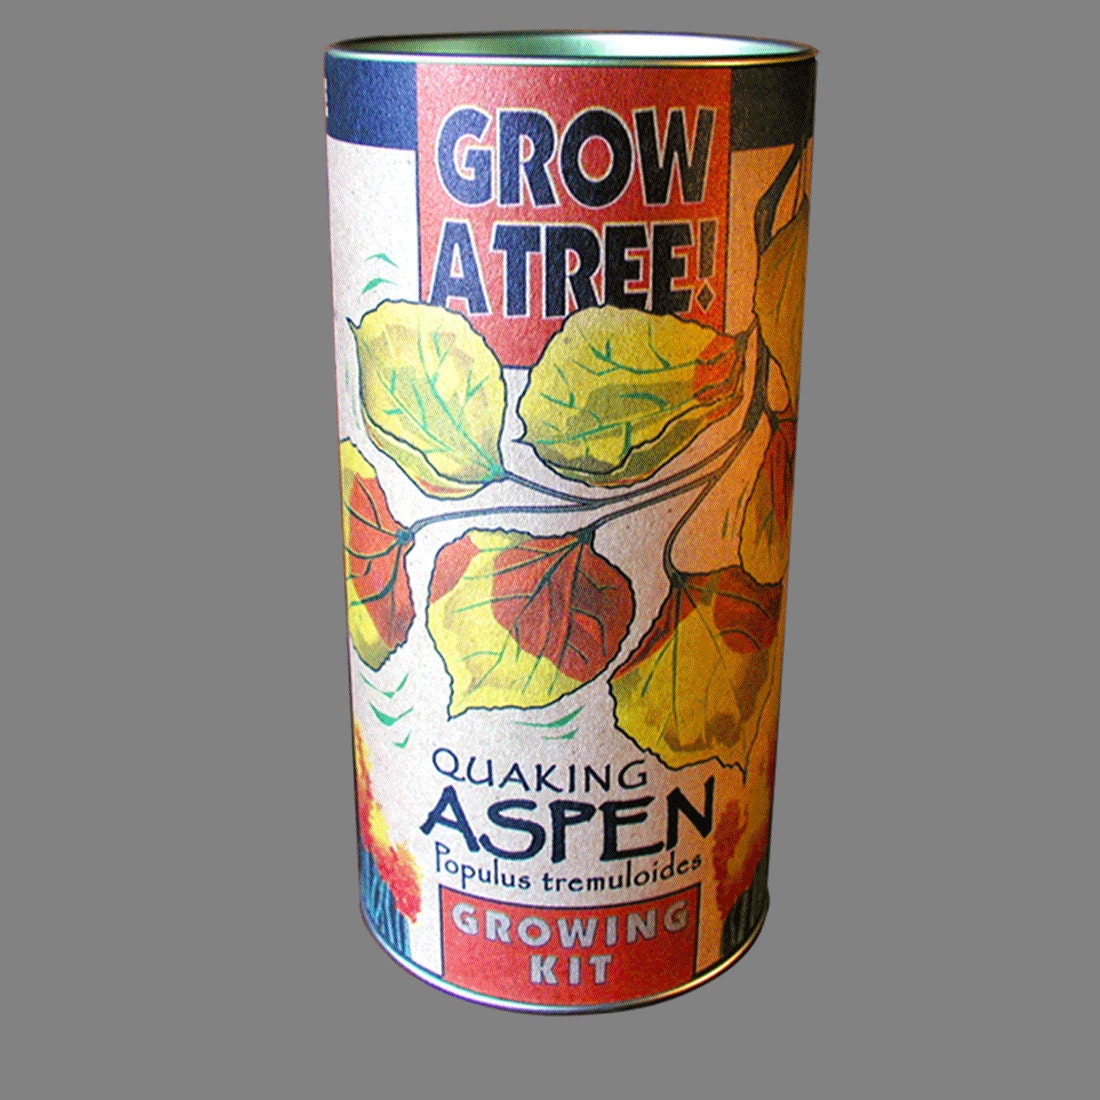 GROW
A TREE!
QUAKING
ASPEN
Populus tremuloides
GROWING
KIT